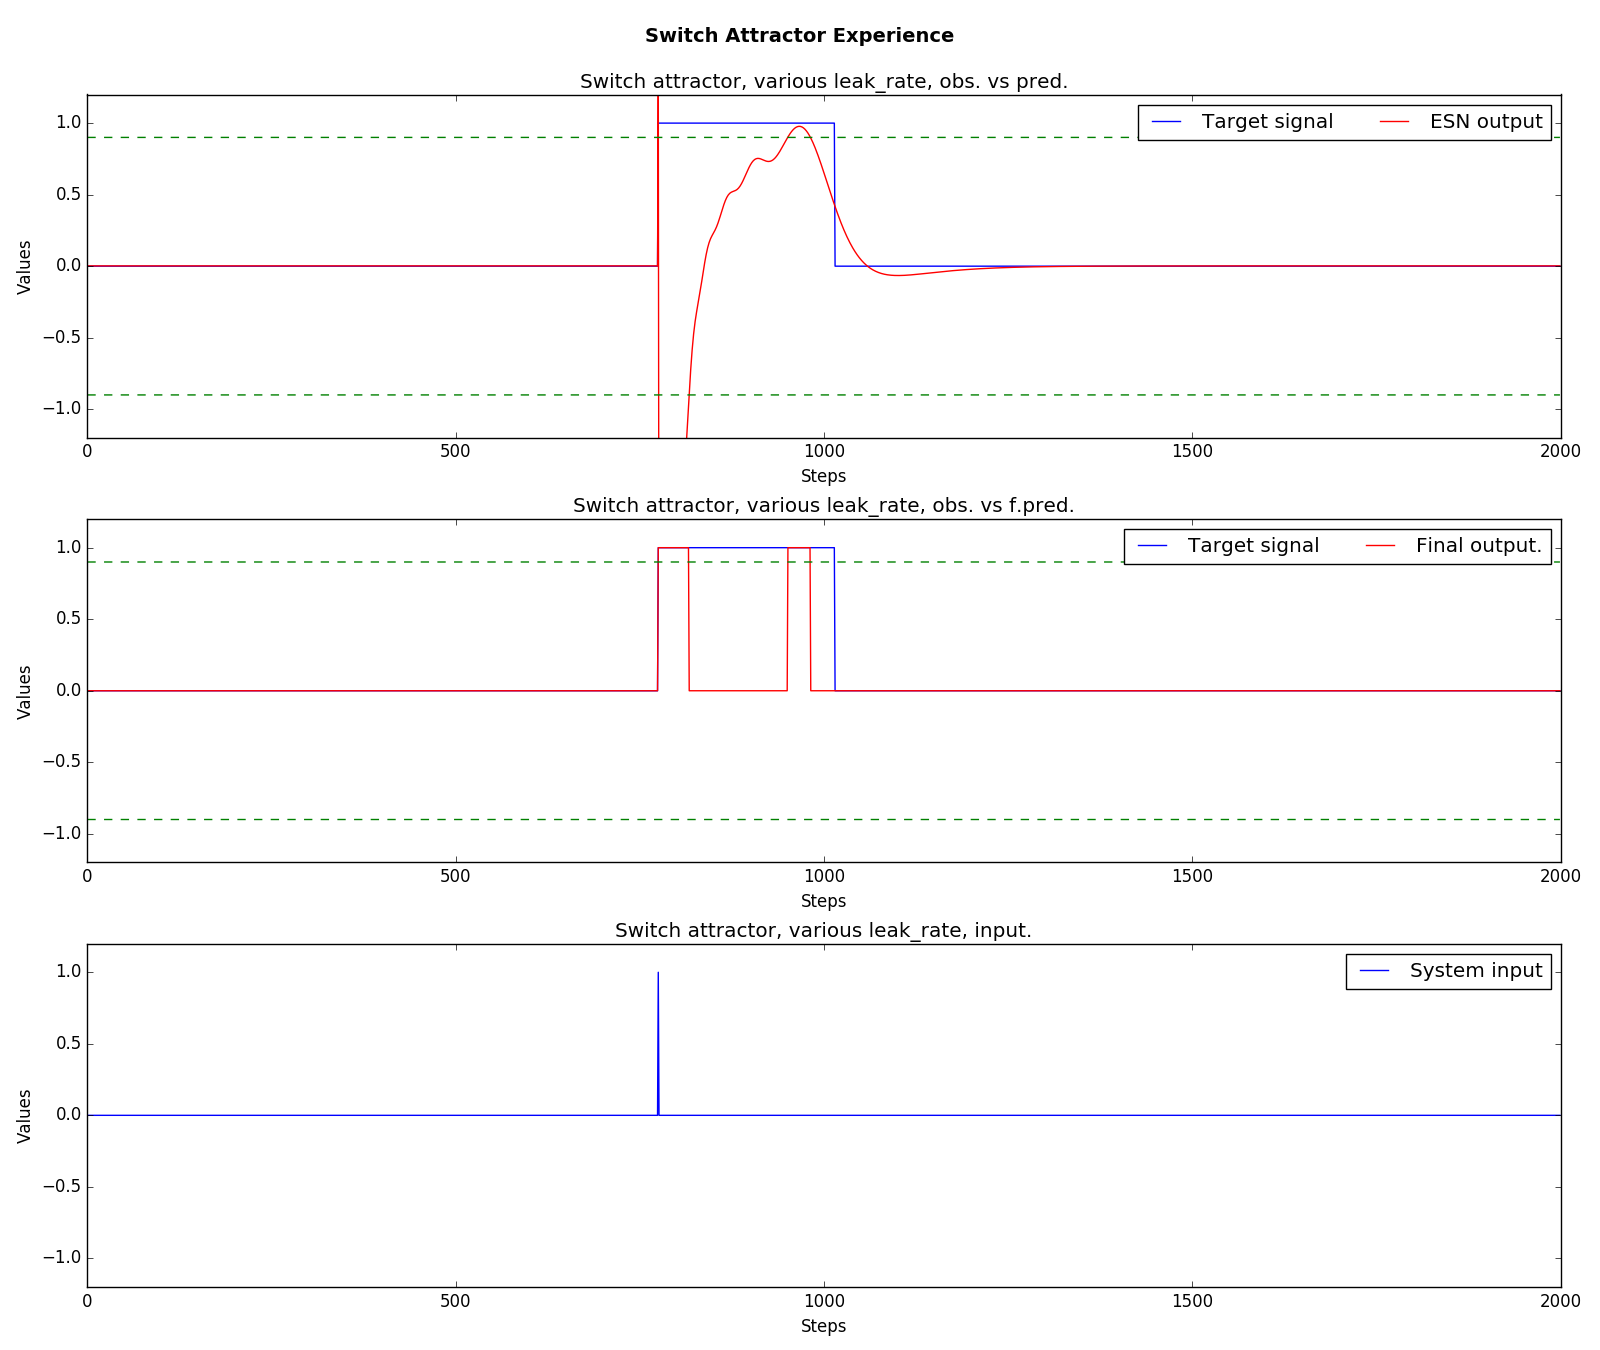 Switch Attractor Experience
Switch attractor, various leak_rate, obs. vs pred.
Target signal ESN output
1.0
0.5
0.0
−0.5
−1.0
Values
0 500 1000 1500 2000
Steps
Switch attractor, various leak_rate, obs. vs f.pred.
Target signal Final output.
1.0
0.5
0.0
−0.5
−1.0
Values
0 500 1000 1500 2000
Steps
Switch attractor, various leak_rate, input.
System input
1.0
0.5
0.0
−0.5
−1.0
Values
0 500 1000 1500 2000
Steps